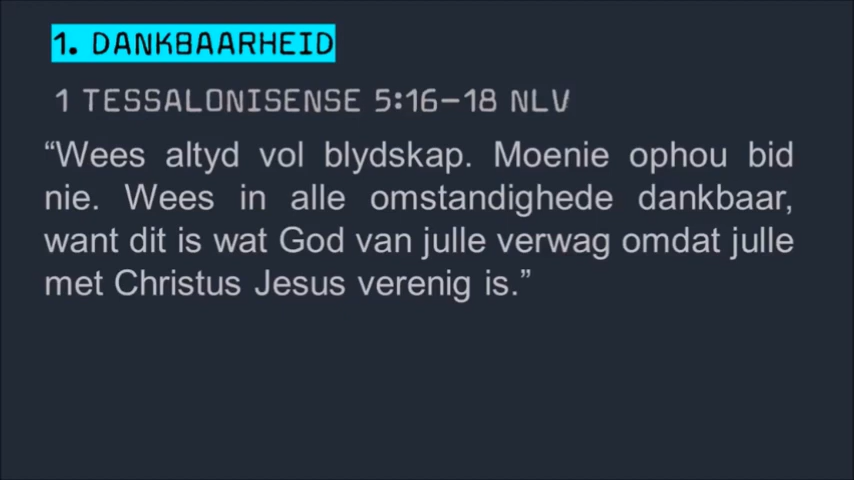 1. DANKBAARHEID
1 TESSALONISENSE 5:16–18 NLV
“Wees altyd vol blydskap. Moenie ophou bid
nie. Wees in alle omstandighede dankbaar,
want dit is wat God van julle verwag omdat julle
met Christus Jesus verenig is.”